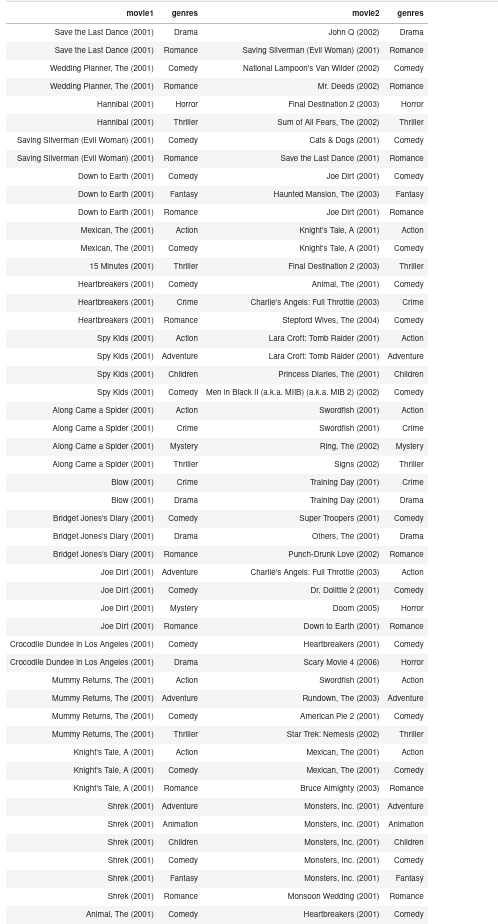 movie1 genres movie2 genres
Save the Last Dance (2001) Drama John Q (2002) Drama
Save the Last Dance (2001) Romance Saving Silverman (Evil Woman) (2001) Romance
Wedding Planner, The (2001) Comedy National Lampoon's Van Wilder (2002) Comedy
Wedding Planner, The (2001) Romance Mr. Deeds (2002) Romance
Hannibal (2001) Horror Final Destination 2 (2003) Horror
Hannibal (2001) Thriller Sum of All Fears, The (2002) Thriller
Saving Silverman (Evil Woman) (2001) Comedy Cats & Dogs (2001) Comedy
Saving Silverman (Evil Woman) (2001) Romance Save the Last Dance (2001) Romance
Down to Earth (2001) Comedy Joe Dirt (2001) Comedy
Down to Earth (2001) Fantasy Haunted Mansion, The (2003) Fantasy
Down to Earth (2001) Romance Joe Dirt (2001) Romance
Mexican, The (2001) Action Knight's Tale, A (2001) Action
Mexican, The (2001) Comedy Knight's Tale, A (2001) Comedy
15 Minutes (2001) Thriller Final Destination 2 (2003) Thriller
Heartbreakers (2001) Comedy Animal, The (2001) Comedy
Heartbreakers (2001) Crime Charlie's Angels: Full Throttle (2003) Crime
Heartbreakers (2001) Romance Stepford Wives, The (2004) Comedy
Spy Kids (2001) Action Lara Croft: Tomb Raider (2001) Action
Spy Kids (2001) Adventure Lara Croft: Tomb Raider (2001) Adventure
Spy Kids (2001) Children Princess Diaries, The (2001) Children
Spy Kids (2001) Comedy Men in Black II (a.k.a. MIIB) (a.k.a. MIB 2) (2002) Comedy
Along Came a Spider (2001) Action Swordfish (2001) Action
Along Came a Spider (2001) Crime Swordfish (2001) Crime
Along Came a Spider (2001) Mystery Ring, The (2002) Mystery
Along Came a Spider (2001) Thriller Signs (2002) Thriller
Blow (2001) Crime Training Day (2001) Crime
Blow (2001) Drama Training Day (2001) Drama
Bridget Jones's Diary (2001) Comedy Super Troopers (2001) Comedy
Bridget Jones's Diary (2001) Drama Others, The (2001) Drama
Bridget Jones's Diary (2001) Romance Punch-Drunk Love (2002) Romance
Joe Dirt (2001) Adventure Charlie's Angels: Full Throttle (2003) Action
Joe Dirt (2001) Comedy Dr. Dolittle 2 (2001) Comedy
Joe Dirt (2001) Mystery Doom (2005) Horror
Joe Dirt (2001) Romance Down to Earth (2001) Romance
Crocodile Dundee in Los Angeles (2001) Comedy Heartbreakers (2001) Comedy
Crocodile Dundee in Los Angeles (2001) Drama Scary Movie 4 (2006) Horror
Mummy Returns, The (2001) Action Swordfish (2001) Action
Mummy Returns, The (2001) Adventure Rundown, The (2003) Adventure
Mummy Returns, The (2001) Comedy American Pie 2 (2001) Comedy
Mummy Returns, The (2001) Thriller Star Trek: Nemesis (2002) Thriller
Knight's Tale, A (2001) Action Mexican, The (2001) Action
Knight's Tale, A (2001) Comedy Mexican, The (2001) Comedy
Knight's Tale, A (2001) Romance Bruce Almighty (2003) Romance
Shrek (2001) Adventure Monsters, Inc. (2001) Adventure
Shrek (2001) Animation Monsters, Inc. (2001) Animation
Shrek (2001) Children Monsters, Inc. (2001) Children
Shrek (2001) Comedy Monsters, Inc. (2001) Comedy
Shrek (2001) Fantasy Monsters, Inc. (2001) Fantasy
Shrek (2001) Romance Monsoon Wedding (2001) Romance
Animal, The (2001) Comedy Heartbreakers (2001) Comedy